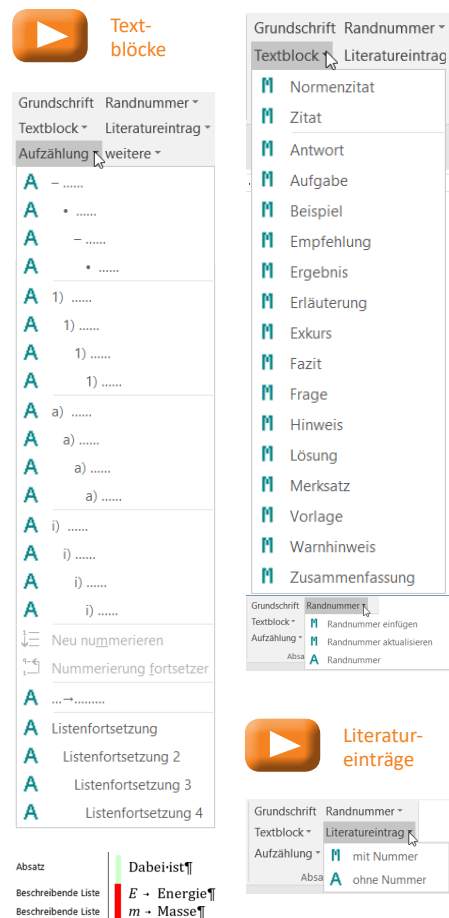 Text-
blöcke
Grundschrift Randnummer
Textblock Literatureintrag
Aufzählung weitere
– ......
• ......
– ......
• ......
1) ......
1) ......
1) ......
1) ......
a) ......
a) ......
a) ......
a) ......
i) ......
i) ......
i) ......
i) ......
Neu nummerieren
Nummerierung fortsetzer
...→.........
Listenfortsetzung
Listenfortsetzung 2
Listenfortsetzung 3
Listenfortsetzung 4
Absatz Dabei·ist¶
Beschreibende Liste E → Energie¶
Beschreibende Liste m → Masse¶
Grundschrift Randnummer
Textblock Literatureintrag
Normenzitat
Zitat
Antwort
Aufgabe
Beispiel
Empfehlung
Ergebnis
Erläuterung
Exkurs
Fazit
Frage
Hinweis
Lösung
Merksatz
Vorlage
Warnhinweis
Zusammenfassung
Grundschrift Randnummer
Textblock Randnummer einfügen
Aufzählung Randnummer aktualisieren
Absa Randnummer
Literatur-
einträge
Grundschrift Randnummer
Textblock Literatureintrag
Aufzählung mit Nummer
Absa ohne Nummer